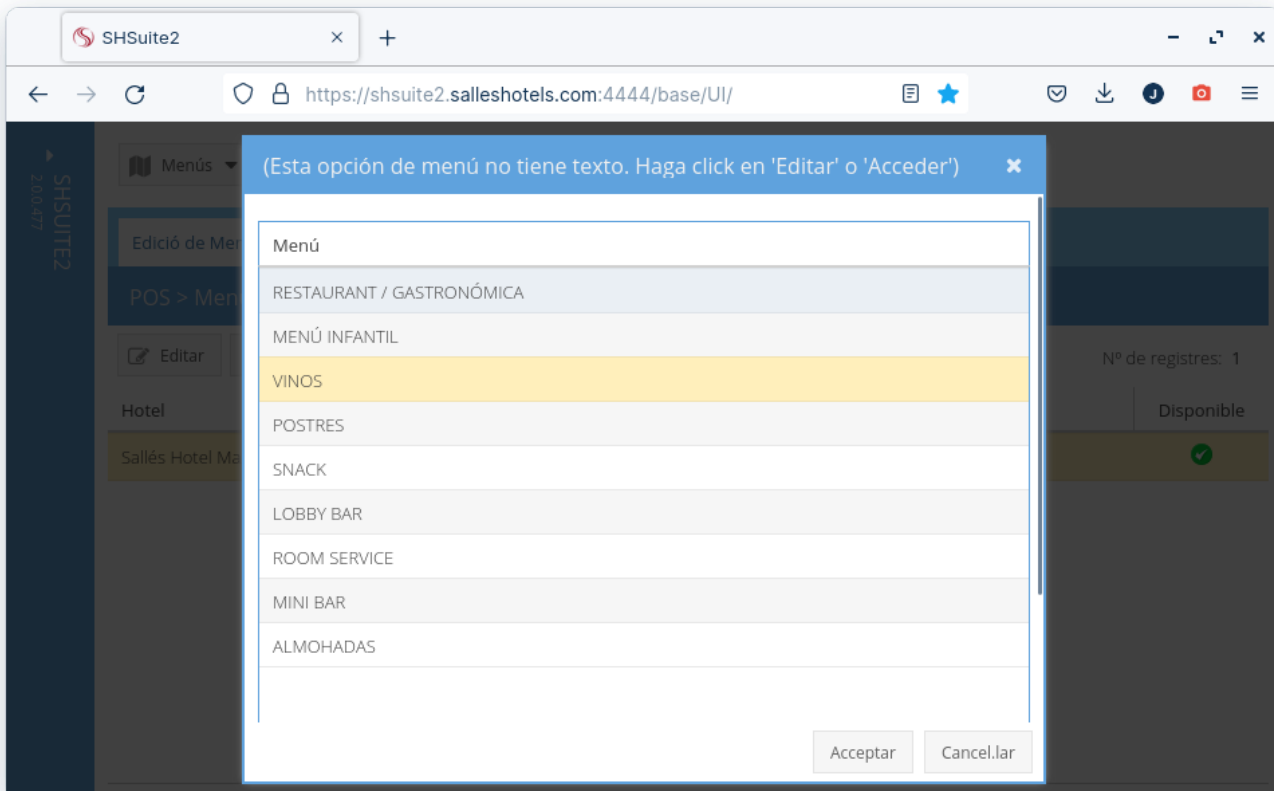 SHSuite2
https://shsuite2.salleshotels.com:4444/base/UI/
J
SHSUITE2
2.0.0.477
Menús
(Esta opción de menú no tiene texto. Haga click en 'Editar' o 'Acceder')
Edició de Men
POS > Men
Editar
Nº de registres: 1
Hotel
Disponible
Sallés Hotel Ma
Menú
RESTAURANT / GASTRONÓMICA
MENÚ INFANTIL
VINOS
POSTRES
SNACK
LOBBY BAR
ROOM SERVICE
MINI BAR
ALMOHADAS
Acceptar
Cancel.lar